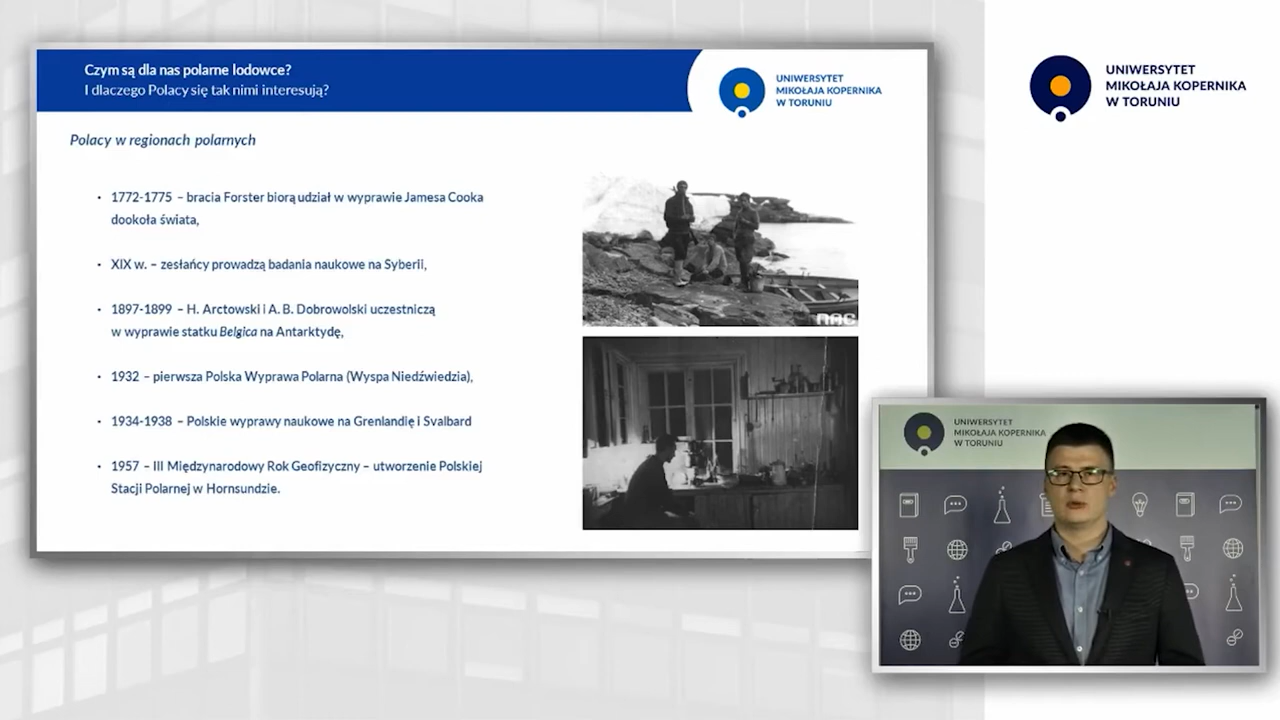 Czym są dla nas polarne lodowce?
I dlaczego Polacy się tak nimi interesują?
UNIWERSYTET
MIKOŁAJA KOPERNIKA
W TORUNIU
Polacy w regionach polarnych
• 1772-1775 – bracia Forster biorą udział w wyprawie Jamesa Cooka
dookoła świata,
• XIX w. – zesłańcy prowadzą badania naukowe na Syberii,
• 1897-1899 – H. Arctowski i A. B. Dobrowolski uczestniczą
w wyprawie statku Belgica na Antarktydę,
• 1932 – pierwsza Polska Wyprawa Polarna (Wyspa Niedźwiedzia),
• 1934-1938 – Polskie wyprawy naukowe na Grenlandię i Svalbard
• 1957 – III Międzynarodowy Rok Geofizyczny – utworzenie Polskiej
Stacji Polarnej w Hornsundzie.
NAC
UNIWERSYTET
MIKOŁAJA KOPERNIKA
W TORUNIU
UNIWERSYTET
MIKOŁAJA KOPERNIKA
W TORUNIU